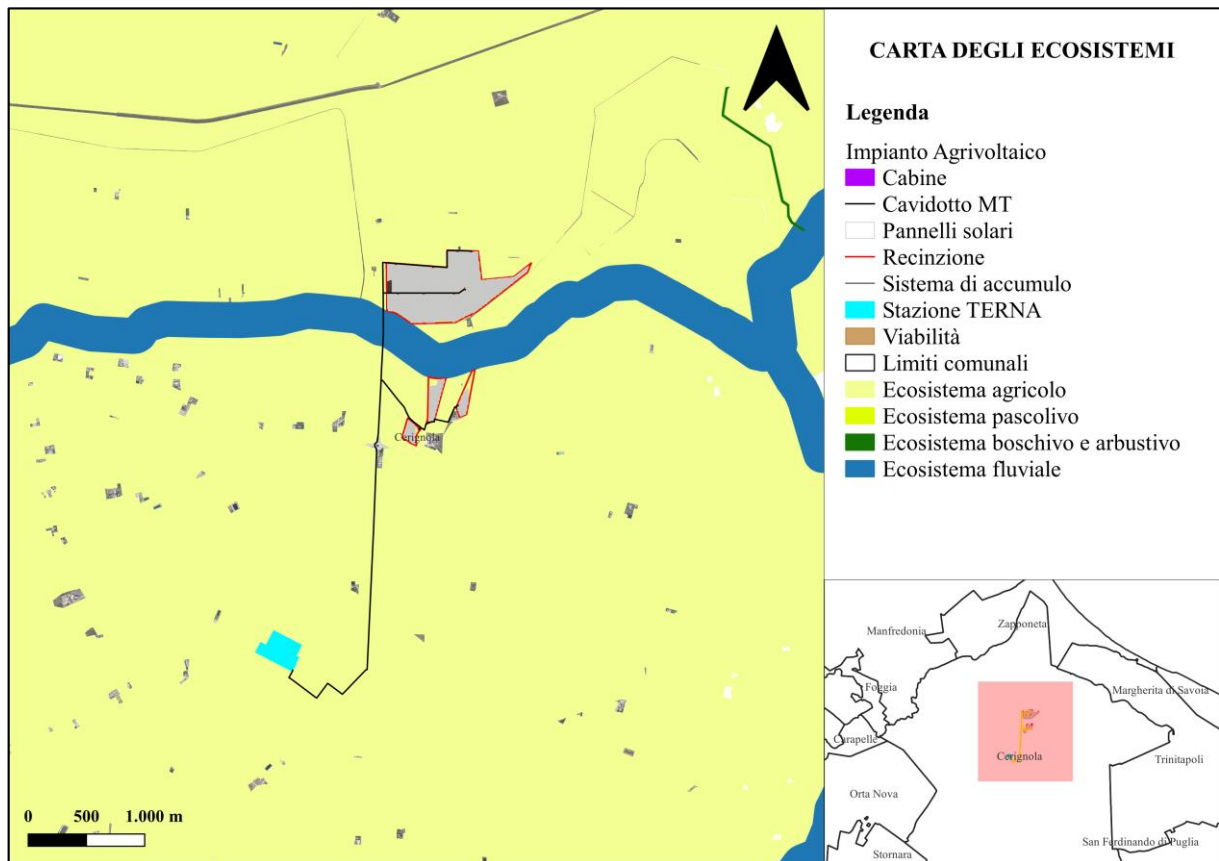 CARTA DEGLI ECOSISTEMI
Legenda
Impianto Agrivoltaico
Cabine
Cavidotto MT
Pannelli solari
Recinzione
Sistema di accumulo
Stazione TERNA
Viabilità
Limiti comunali
Ecosistema agricolo
Ecosistema pascolivo
Ecosistema boschivo e arbustivo
Ecosistema fluviale
Cerignola
0 500 1.000 m
Zapponeta
Manfredonia
Foggia
Margherita di Savoia
Carapelle
Cerignola
Trinitapoli
Orta Nova
San Ferdinando di Puglia
Stornara